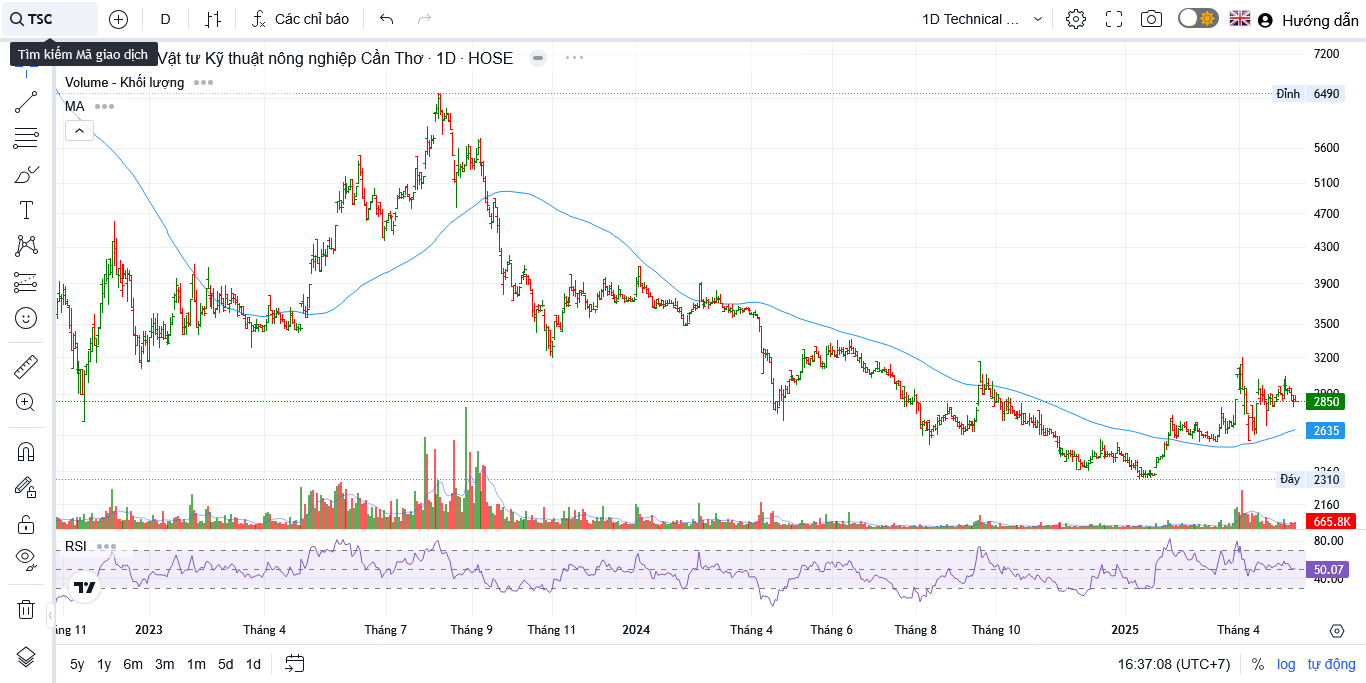 TSC
D
Các chỉ báo
1D Technical ...
Hướng dẫn
Tìm kiếm Mã giao dịch
Vật tư Kỹ thuật nông nghiệp Cần Thơ · 1D · HOSE
Volume - Khối lượng
MA
7200
Đỉnh 6490
5600
5100
4700
4300
3900
3500
3200
2850
2635
Đáy 2310
2160
665.8K
RSI
80.00
50.07
40.00
2023
Tháng 4
Tháng 7
Tháng 9
Tháng 11
2024
Tháng 4
Tháng 6
Tháng 8
Tháng 10
2025
Tháng 4
5y 1y 6m 3m 1m 5d 1d
16:37:08 (UTC+7)
%
log
tự động